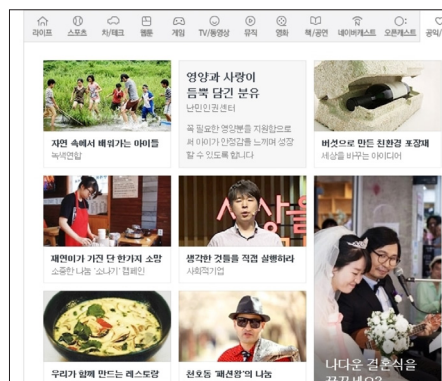 라이프 스포츠 차/테크 웹툰 게임 TV/동영상 뮤직 영화 책/공연 네이버캐스트 오픈캐스트 공익/
자연 속에서 배워가는 아이들
녹색연합
영양과 사랑이
듬뿍 담긴 분유
난민인권센터
꼭 필요한 영양분을 지원함으로
써 아이가 안정감을 느끼며 성장
할 수 있도록 합니다
버섯으로 만든 친환경 포장재
세상을 바꾸는 아이디어
재연이가 가진 단 한가지 소망
소중한 나눔 '소나기' 캠페인
생각한 것들을 직접 실행하라
사회적기업
나다운 결혼식을
꿈꾸세요?
우리가 함께 만드는 레스토랑
천호동 '패션왕'의 나눔